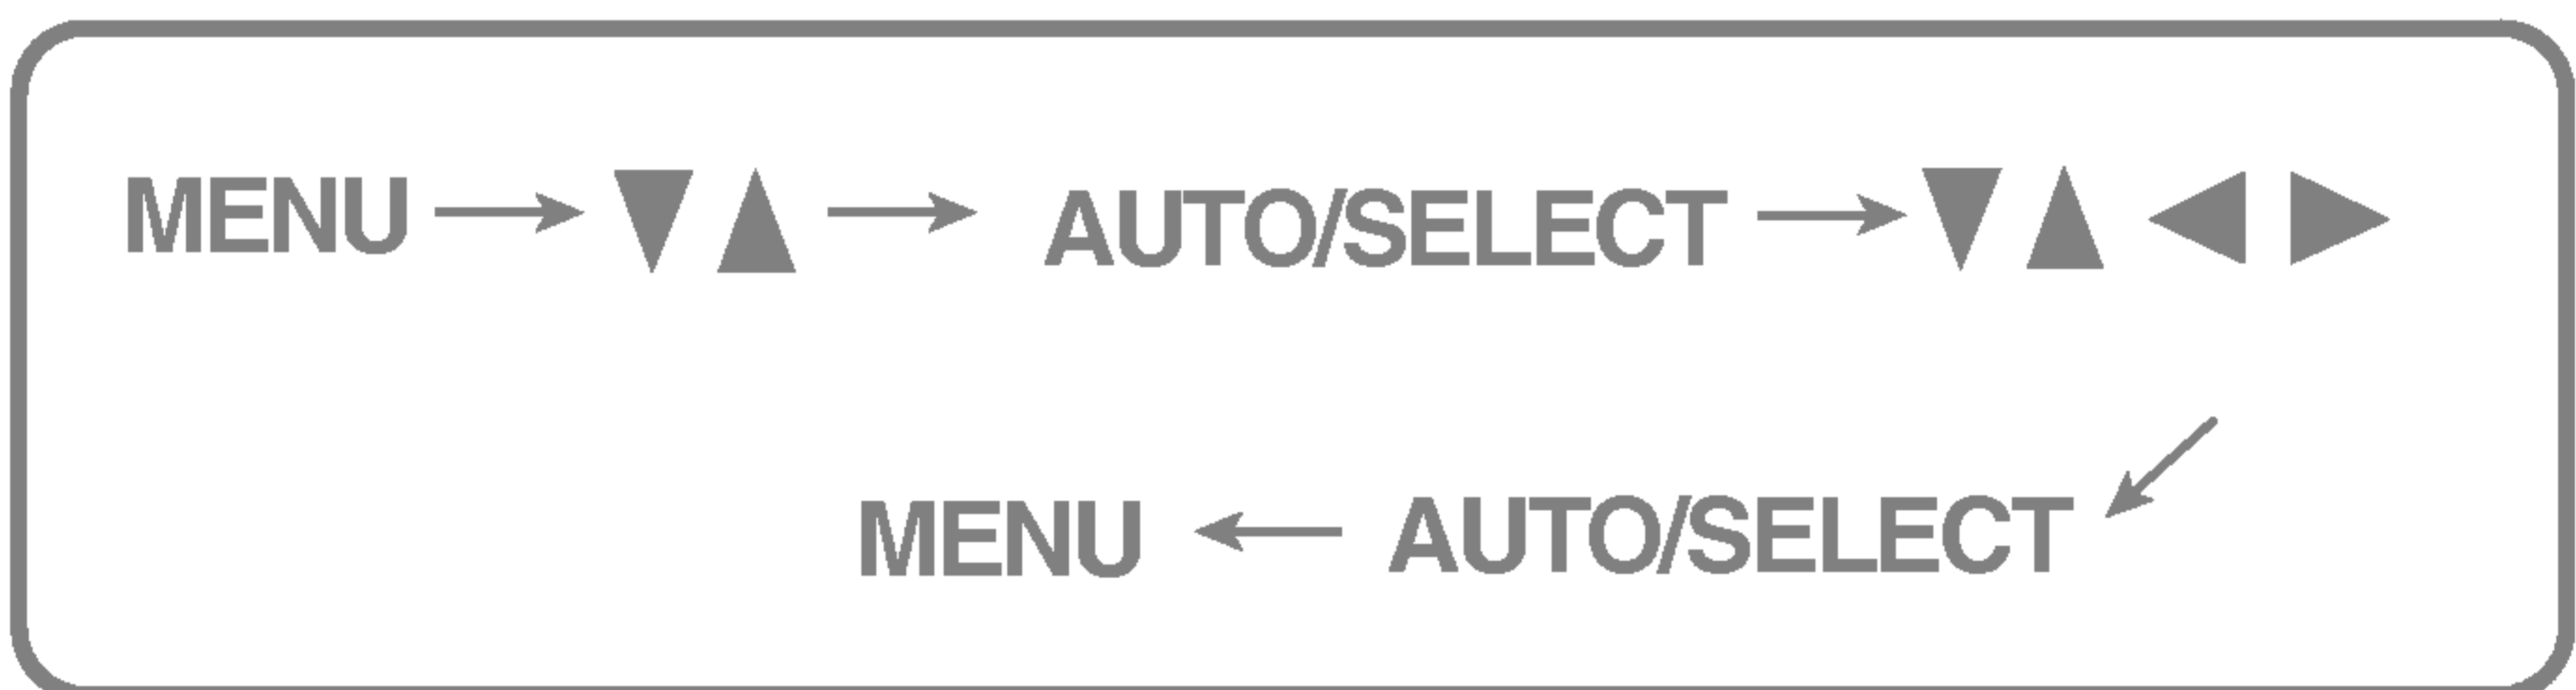 MENU → ▼ ▲ → AUTO/SELECT → ▼ ▲ ◀ ▶
MENU ← AUTO/SELECT